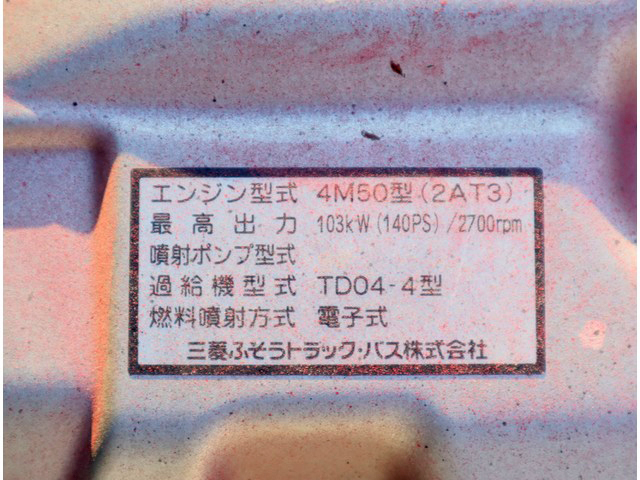 エンジン型式 4M50型(2AT3)
最高出力 103kW(140PS)/2700rpm
噴射ポンプ型式
過給機型式 TD04-4型
燃料噴射方式 電子式
三菱ふそうトラック・バス株式会社